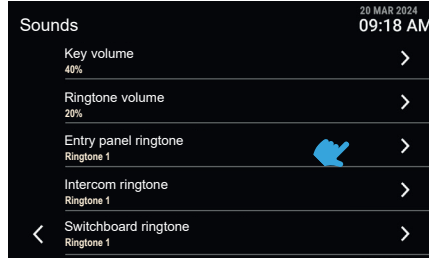 20 MAR 2024
Sounds
09:18 AM
Key volume
40%
Ringtone volume
20%
Entry panel ringtone
Ringtone 1
Intercom ringtone
Ringtone 1
Switchboard ringtone
Ringtone 1